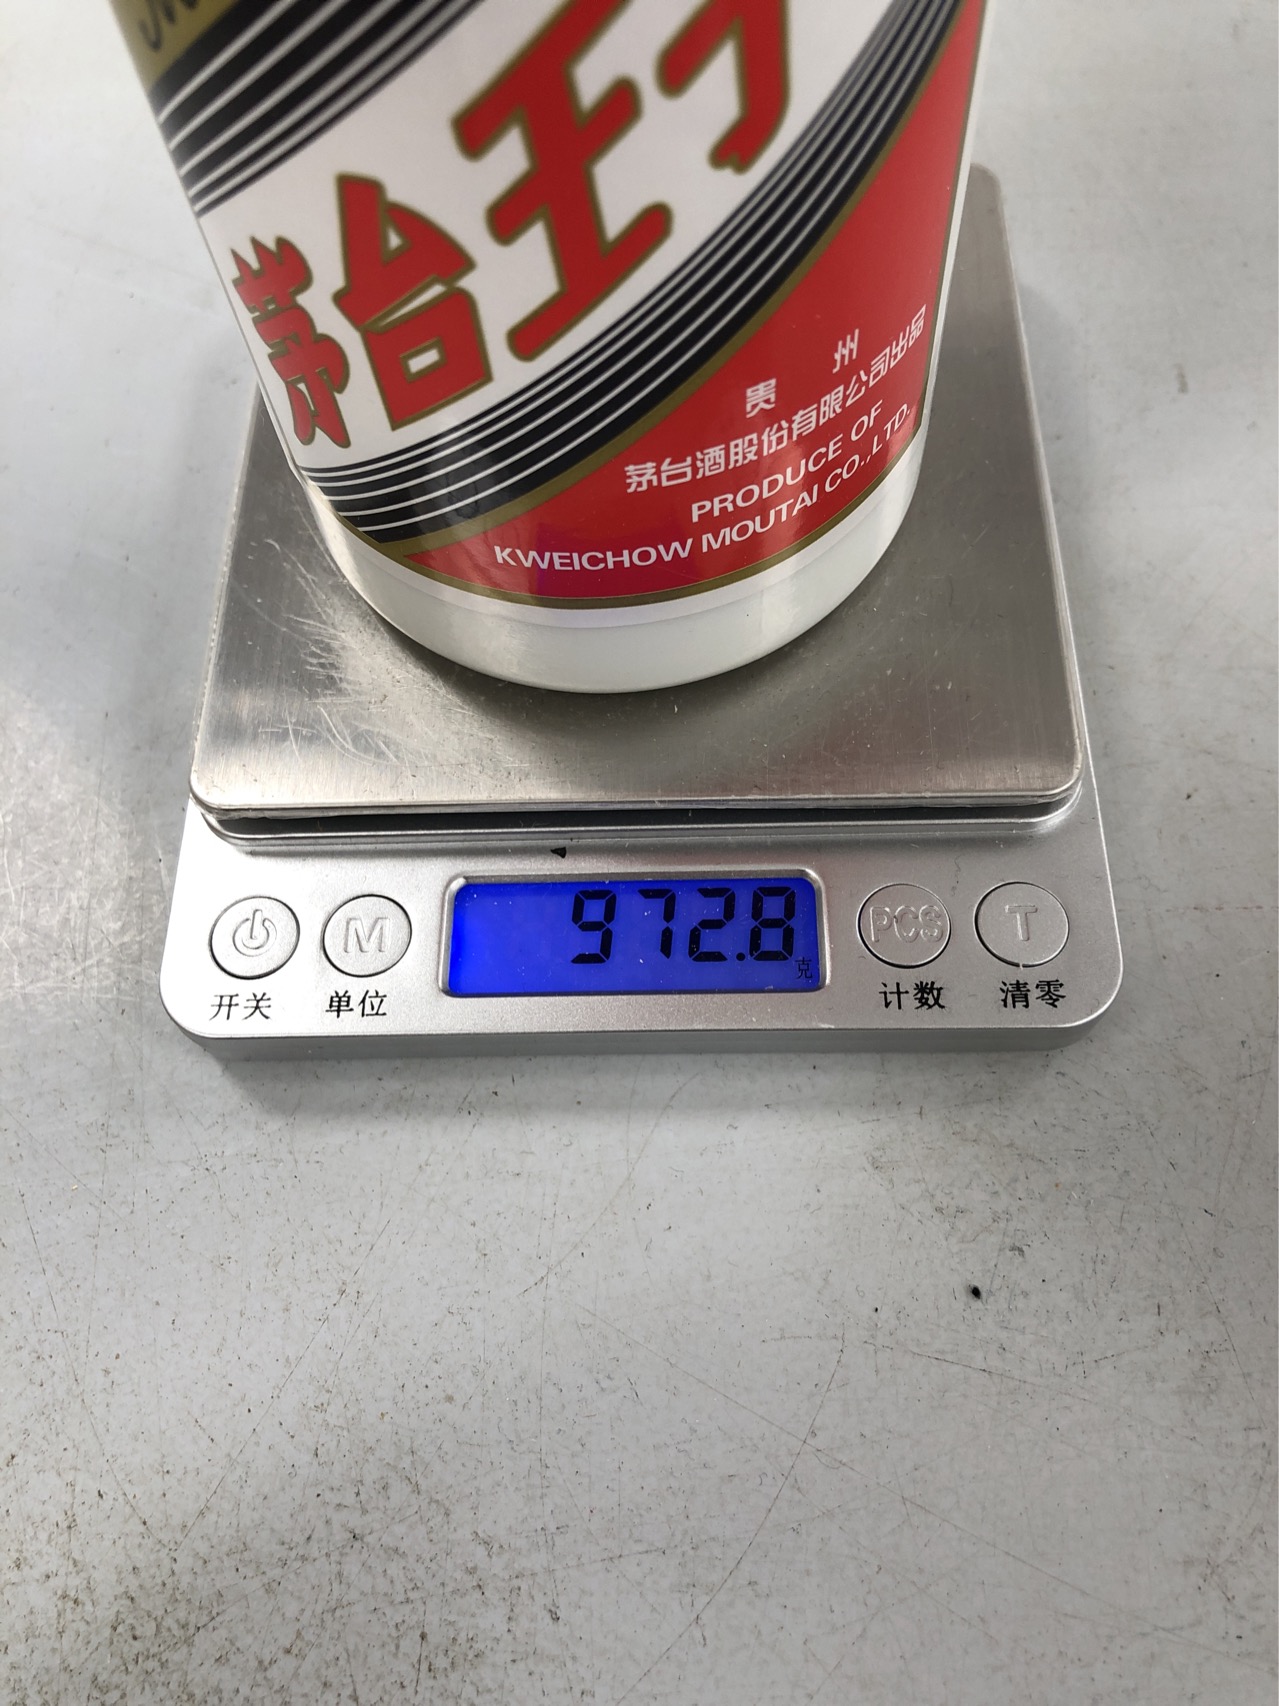 茅台王子
贵州
茅台酒股份有限公司出品
PRODUCE OF
KWEICHOW MOUTAI CO.,LTD.
972.8
克
M
PCS
T
开关
单位
计数
清零